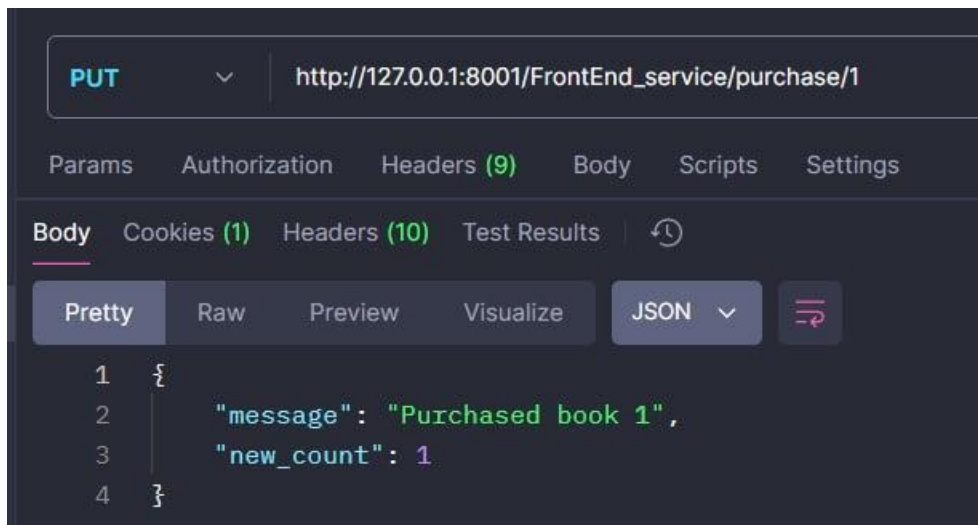 PUT http://127.0.0.1:8001/FrontEnd_service/purchase/1
Params Authorization Headers (9) Body Scripts Settings
Body Cookies (1) Headers (10) Test Results
Pretty Raw Preview Visualize JSON
1 {
2 "message": "Purchased book 1",
3 "new_count": 1
4 }